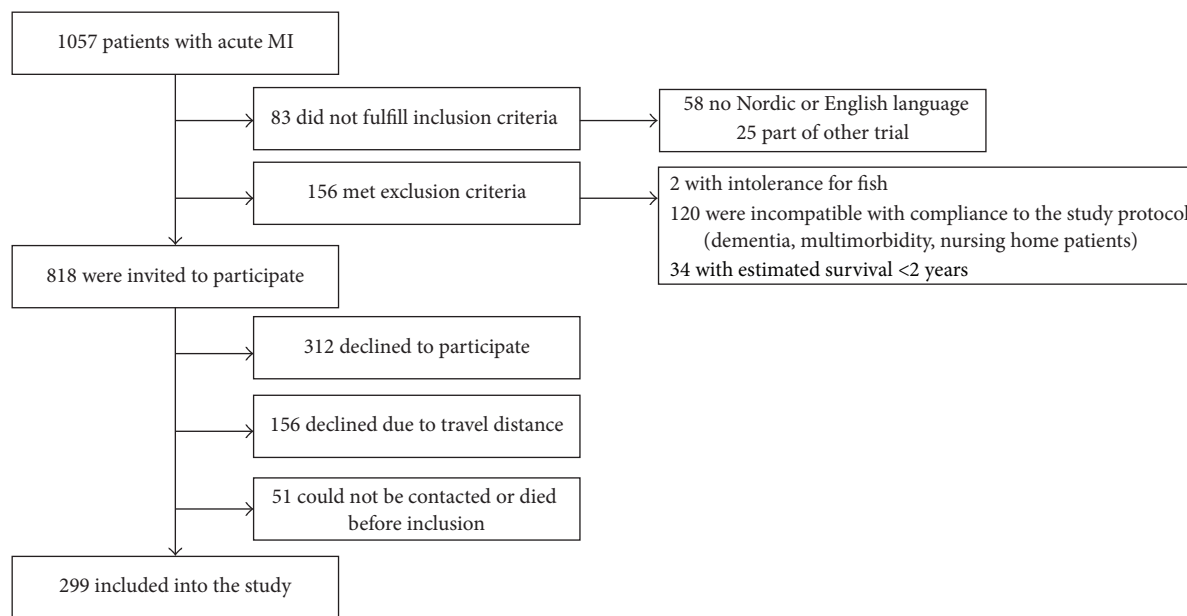 1057 patients with acute MI
83 did not fulfill inclusion criteria
58 no Nordic or English language
25 part of other trial
156 met exclusion criteria
2 with intolerance for fish
120 were incompatible with compliance to the study protocol
(dementia, multimorbidity, nursing home patients)
34 with estimated survival <2 years
818 were invited to participate
312 declined to participate
156 declined due to travel distance
51 could not be contacted or died
before inclusion
299 included into the study